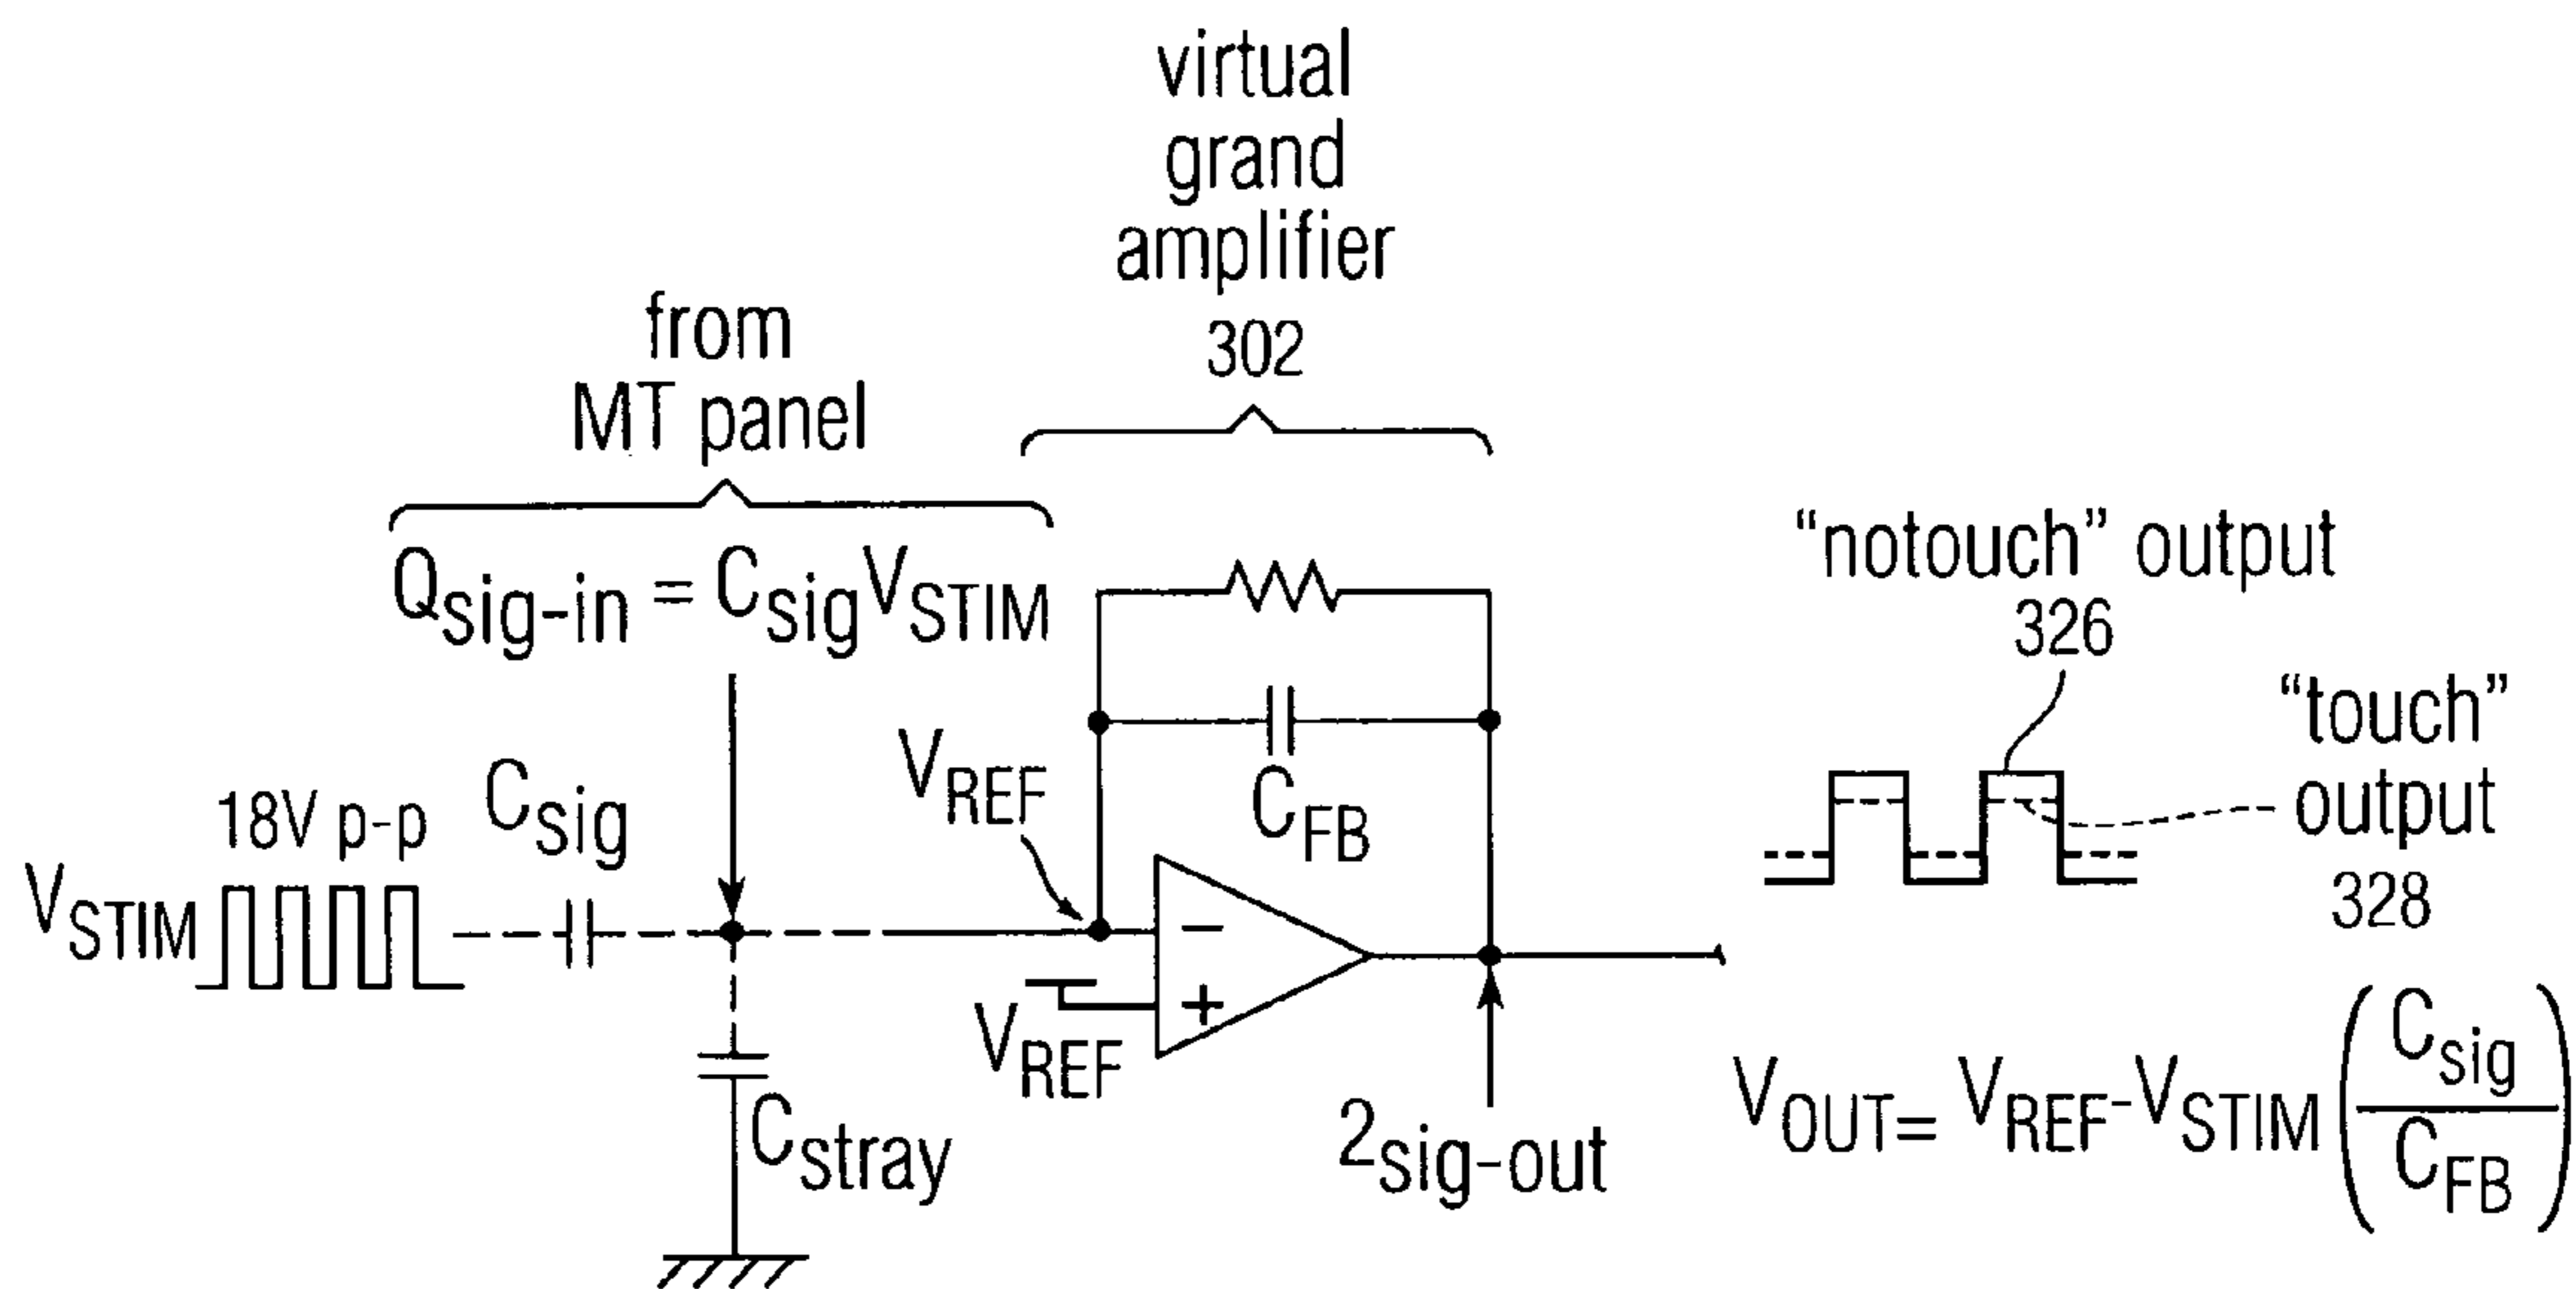 virtual
grand
amplifier
302
from
MT panel
Qsig-in = CsigVSTIM
"notouch" output
326
"touch"
output
328
VREF
CFB
18V p-p
Csig
VSTIM
−
+
VREF
Cstray
2sig-out
VOUT= VREF-VSTIM(Csig/CFB)